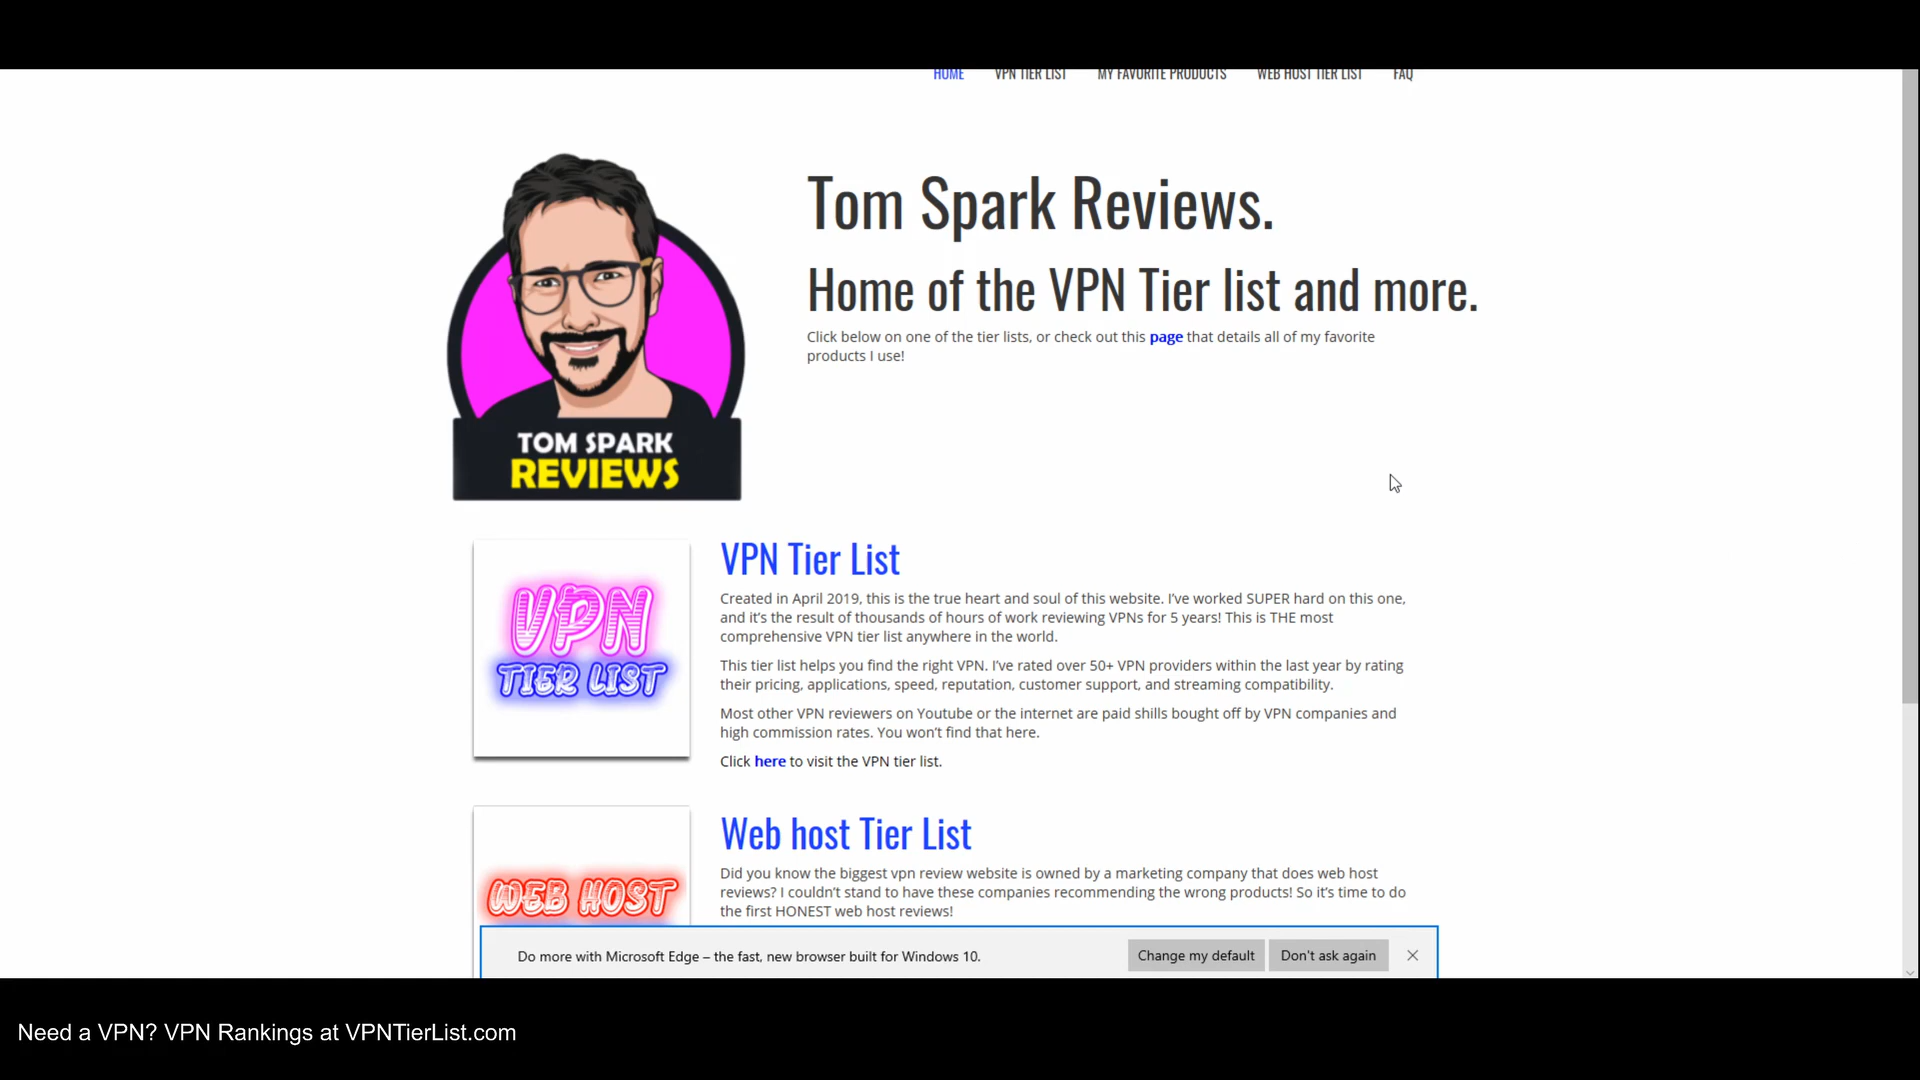 HOME VPN TIER LIST MY FAVORITE PRODUCTS WEB HOST TIER LIST FAQ
Tom Spark Reviews.
Home of the VPN Tier list and more.
Click below on one of the tier lists, or check out this page that details all of my favorite
products I use!
TOM SPARK
REVIEWS
VPN
TIER LIST
VPN Tier List
Created in April 2019, this is the true heart and soul of this website. I've worked SUPER hard on this one,
and it's the result of thousands of hours of work reviewing VPNs for 5 years! This is THE most
comprehensive VPN tier list anywhere in the world.
This tier list helps you find the right VPN. I've rated over 50+ VPN providers within the last year by rating
their pricing, applications, speed, reputation, customer support, and streaming compatibility.
Most other VPN reviewers on Youtube or the internet are paid shills bought off by VPN companies and
high commission rates. You won't find that here.
Click here to visit the VPN tier list.
WEB HOST
Web host Tier List
Did you know the biggest vpn review website is owned by a marketing company that does web host
reviews? I couldn't stand to have these companies recommending the wrong products! So it's time to do
the first HONEST web host reviews!
Do more with Microsoft Edge – the fast, new browser built for Windows 10. Change my default Don't ask again
Need a VPN? VPN Rankings at VPNTierList.com